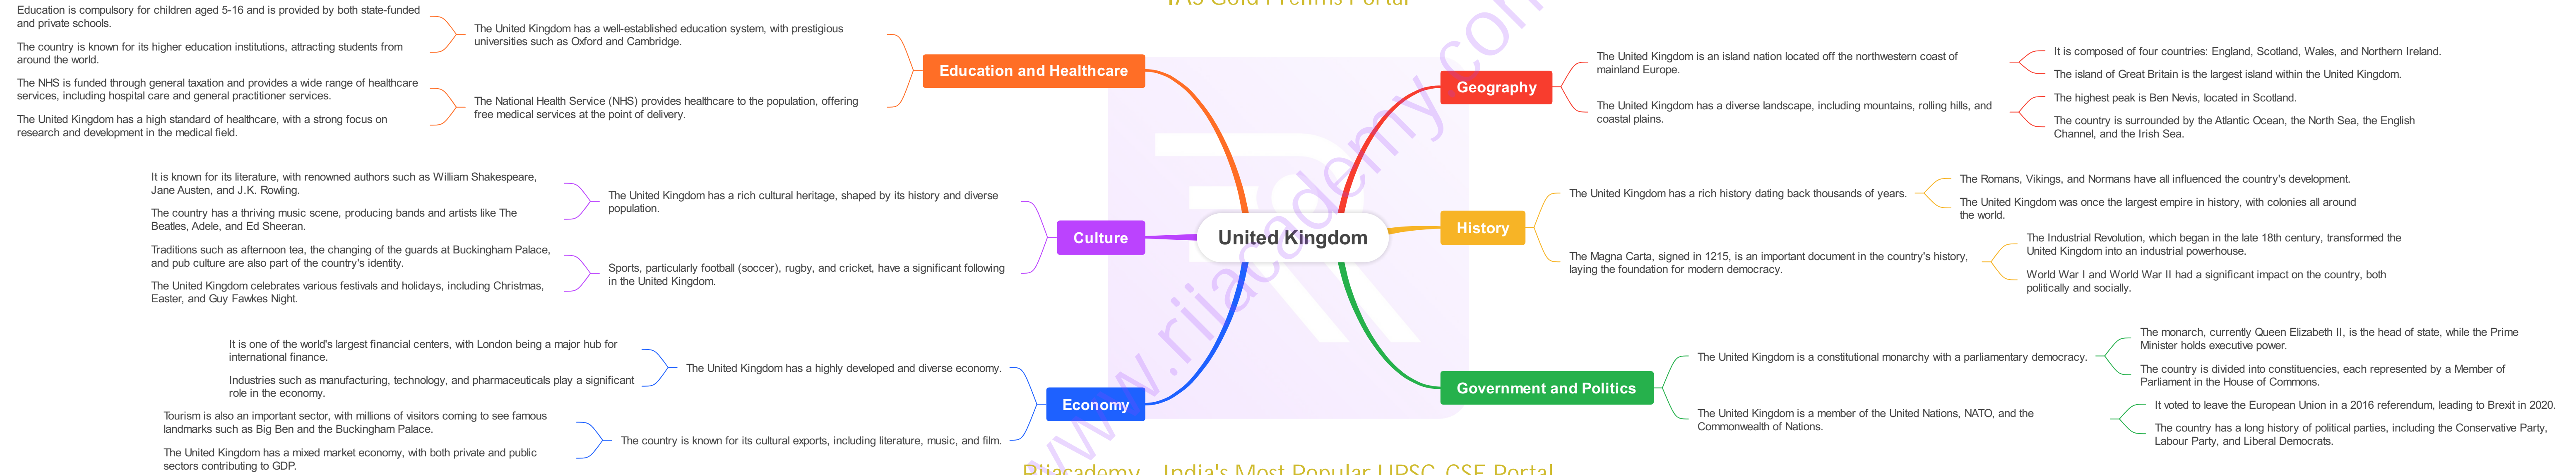 IAS Gold Prelims Portal
United Kingdom
Education and Healthcare
The United Kingdom has a well-established education system, with prestigious
universities such as Oxford and Cambridge.
Education is compulsory for children aged 5-16 and is provided by both state-funded
and private schools.
The country is known for its higher education institutions, attracting students from
around the world.
The National Health Service (NHS) provides healthcare to the population, offering
free medical services at the point of delivery.
The NHS is funded through general taxation and provides a wide range of healthcare
services, including hospital care and general practitioner services.
The United Kingdom has a high standard of healthcare, with a strong focus on
research and development in the medical field.
Culture
The United Kingdom has a rich cultural heritage, shaped by its history and diverse
population.
It is known for its literature, with renowned authors such as William Shakespeare,
Jane Austen, and J.K. Rowling.
The country has a thriving music scene, producing bands and artists like The
Beatles, Adele, and Ed Sheeran.
Sports, particularly football (soccer), rugby, and cricket, have a significant following
in the United Kingdom.
Traditions such as afternoon tea, the changing of the guards at Buckingham Palace,
and pub culture are also part of the country's identity.
The United Kingdom celebrates various festivals and holidays, including Christmas,
Easter, and Guy Fawkes Night.
Economy
The United Kingdom has a highly developed and diverse economy.
It is one of the world's largest financial centers, with London being a major hub for
international finance.
Industries such as manufacturing, technology, and pharmaceuticals play a significant
role in the economy.
The country is known for its cultural exports, including literature, music, and film.
Tourism is also an important sector, with millions of visitors coming to see famous
landmarks such as Big Ben and the Buckingham Palace.
The United Kingdom has a mixed market economy, with both private and public
sectors contributing to GDP.
Geography
The United Kingdom is an island nation located off the northwestern coast of
mainland Europe.
It is composed of four countries: England, Scotland, Wales, and Northern Ireland.
The island of Great Britain is the largest island within the United Kingdom.
The United Kingdom has a diverse landscape, including mountains, rolling hills, and
coastal plains.
The highest peak is Ben Nevis, located in Scotland.
The country is surrounded by the Atlantic Ocean, the North Sea, the English
Channel, and the Irish Sea.
History
The United Kingdom has a rich history dating back thousands of years.
The Romans, Vikings, and Normans have all influenced the country's development.
The United Kingdom was once the largest empire in history, with colonies all around
the world.
The Magna Carta, signed in 1215, is an important document in the country's history,
laying the foundation for modern democracy.
The Industrial Revolution, which began in the late 18th century, transformed the
United Kingdom into an industrial powerhouse.
World War I and World War II had a significant impact on the country, both
politically and socially.
Government and Politics
The United Kingdom is a constitutional monarchy with a parliamentary democracy.
The monarch, currently Queen Elizabeth II, is the head of state, while the Prime
Minister holds executive power.
The country is divided into constituencies, each represented by a Member of
Parliament in the House of Commons.
The United Kingdom is a member of the United Nations, NATO, and the
Commonwealth of Nations.
It voted to leave the European Union in a 2016 referendum, leading to Brexit in 2020.
The country has a long history of political parties, including the Conservative Party,
Labour Party, and Liberal Democrats.
www.rijiacademy.com
Rijiacademy - India's Most Popular UPSC-CSE Portal